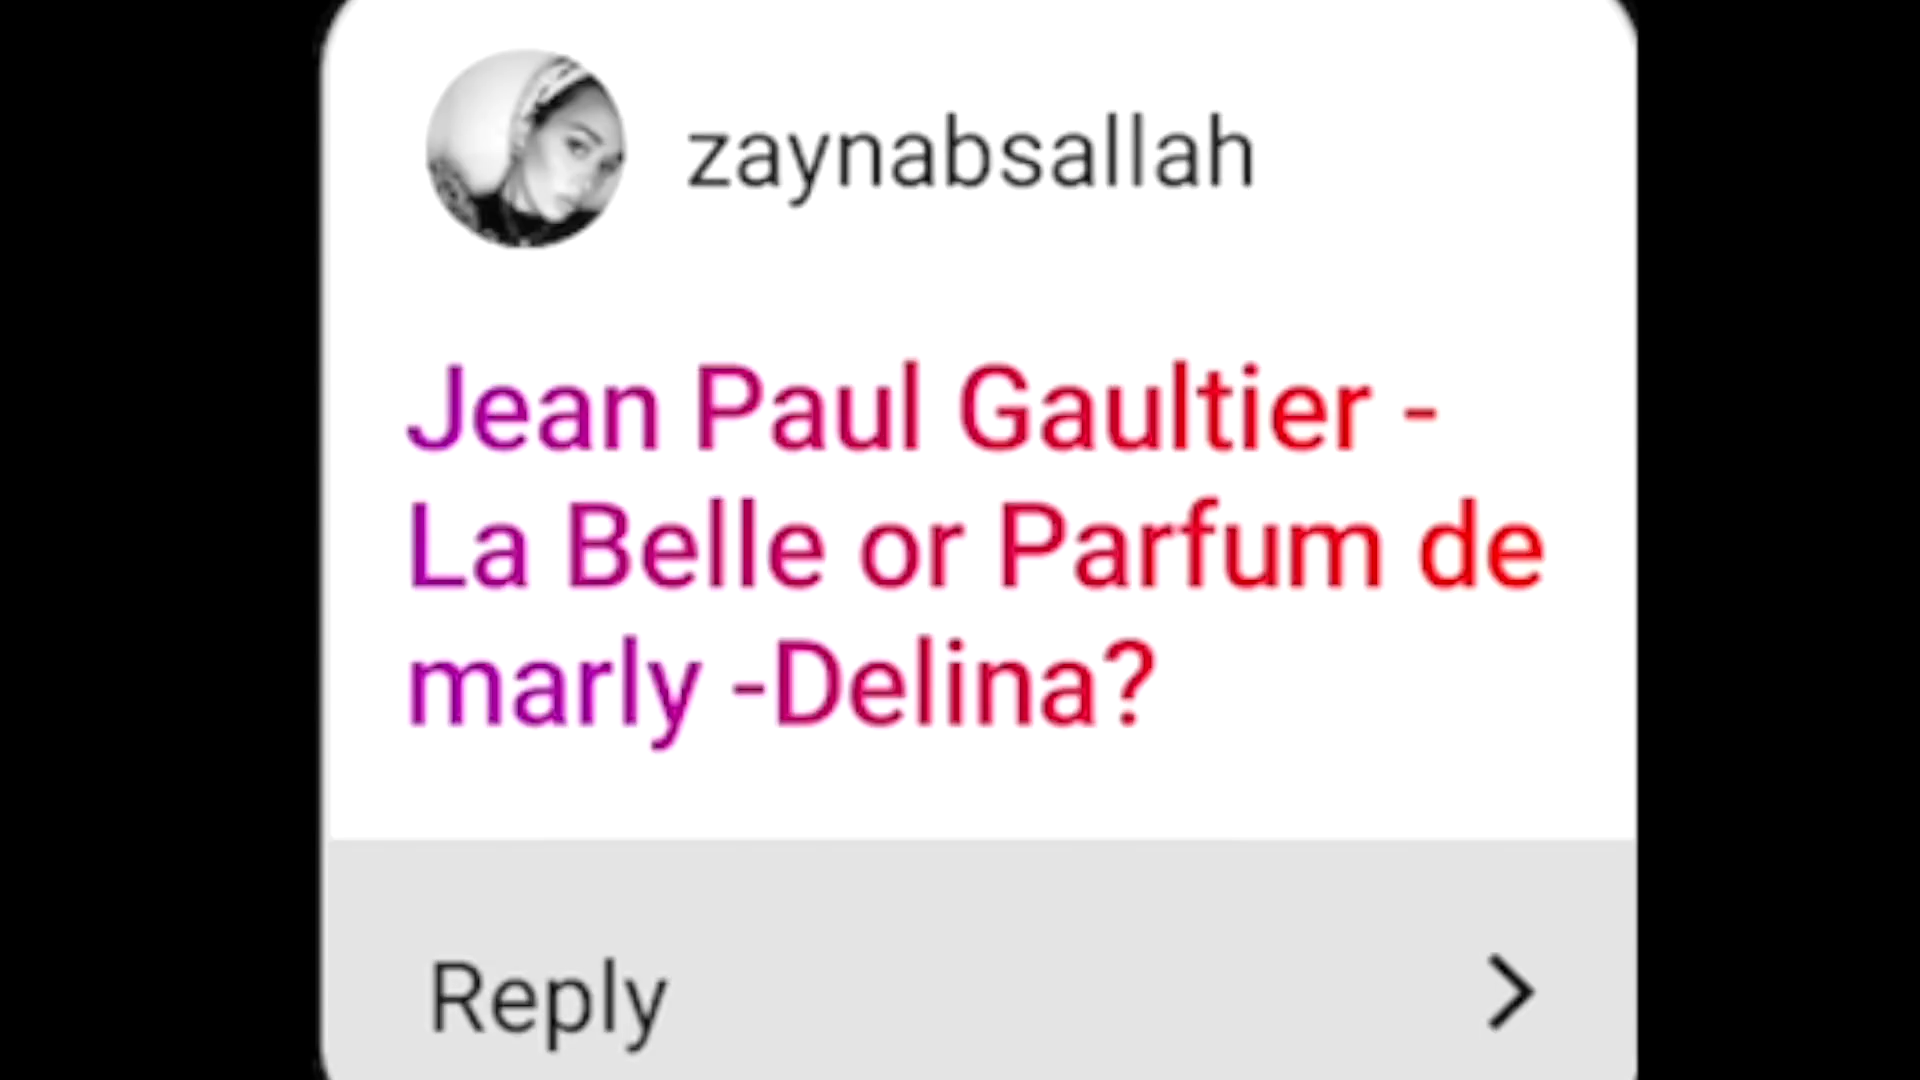 zaynabsallah
Jean Paul Gaultier -
La Belle or Parfum de
marly -Delina?
Reply